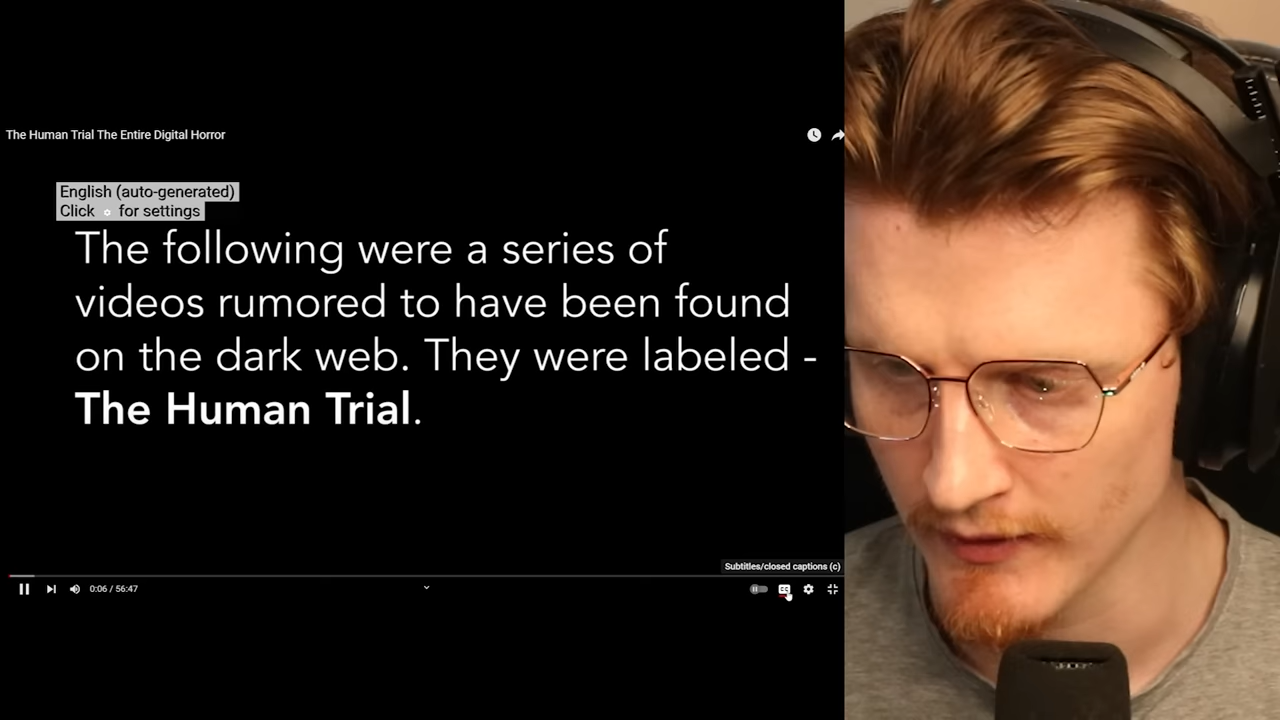 The Human Trial The Entire Digital Horror
English (auto-generated)
Click for settings
The following were a series of
videos rumored to have been found
on the dark web. They were labeled -
The Human Trial.
Subtitles/closed captions (c)
0:06 / 56:47